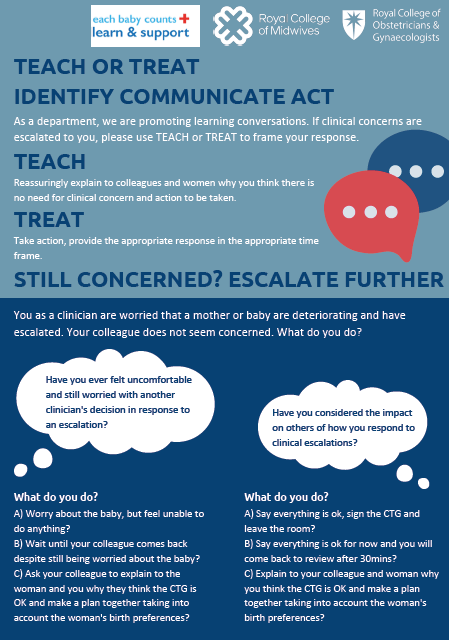 each baby counts +
learn & support
Royal College
of Midwives
Royal College of
Obstetricians &
Gynaecologists
TEACH OR TREAT
IDENTIFY COMMUNICATE ACT
As a department, we are promoting learning conversations. If clinical concerns are
escalated to you, please use TEACH or TREAT to frame your response.
TEACH
Reassuringly explain to colleagues and women why you think there is
no need for clinical concern and action to be taken.
TREAT
Take action, provide the appropriate response in the appropriate time
frame.
STILL CONCERNED? ESCALATE FURTHER
You as a clinician are worried that a mother or baby are deteriorating and have
escalated. Your colleague does not seem concerned. What do you do?
Have you ever felt uncomfortable
and still worried with another
clinician's decision in response to
an escalation?
What do you do?
A) Worry about the baby, but feel unable to
do anything?
B) Wait until your colleague comes back
despite still being worried about the baby?
C) Ask your colleague to explain to the
woman and you why they think the CTG is
OK and make a plan together taking into
account the woman's birth preferences?
Have you considered the impact
on others of how you respond to
clinical escalations?
What do you do?
A) Say everything is ok, sign the CTG and
leave the room?
B) Say everything is ok for now and you will
come back to review after 30mins?
C) Explain to your colleague and woman why
you think the CTG is OK and make a plan
together taking into account the woman's
birth preferences?